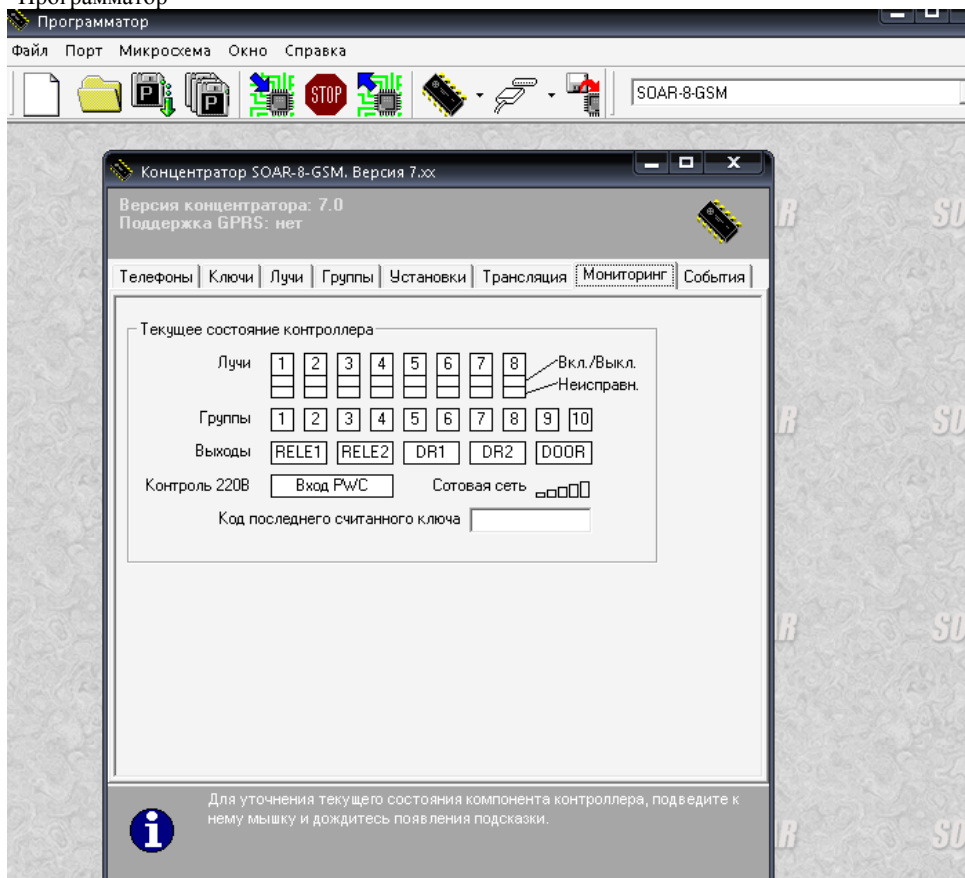 Программатор
Программатор
Файл Порт Микросхема Окно Справка
P P STOP SOAR-8-GSM
Концентратор SOAR-8-GSM. Версия 7.xx
Версия концентратора: 7.0
Поддержка GPRS: нет
Телефоны Ключи Лучи Группы Установки Трансляция Мониторинг События
Текущее состояние контроллера
Лучи 1 2 3 4 5 6 7 8 Вкл./Выкл.
Неисправн.
Группы 1 2 3 4 5 6 7 8 9 10
Выходы RELE1 RELE2 DR1 DR2 DOOR
Контроль 220В Вход PWC Сотовая сеть
Код последнего считанного ключа
Для уточнения текущего состояния компонента контроллера, подведите к
нему мышку и дождитесь появления подсказки.